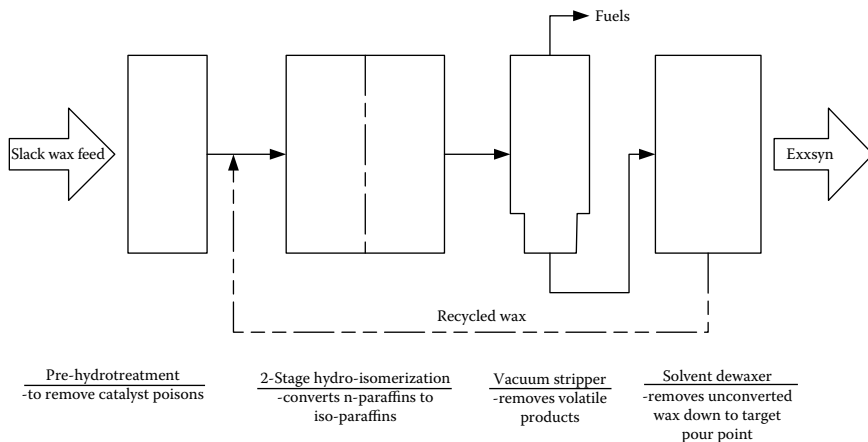 Fuels
Slack wax feed
Exxsyn
Recycled wax
Pre-hydrotreatment
-to remove catalyst poisons
2-Stage hydro-isomerization
-converts n-paraffins to
iso-paraffins
Vacuum stripper
-removes volatile
products
Solvent dewaxer
-removes unconverted
wax down to target
pour point